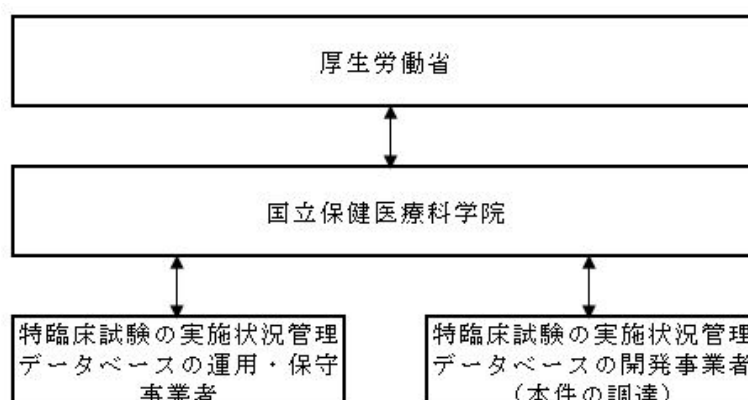 厚生労働省
国立保健医療科学院
特臨床試験の実施状況管理
データベースの運用・保守
事業者
特臨床試験の実施状況管理
データベースの開発事業者
（本件の調達）